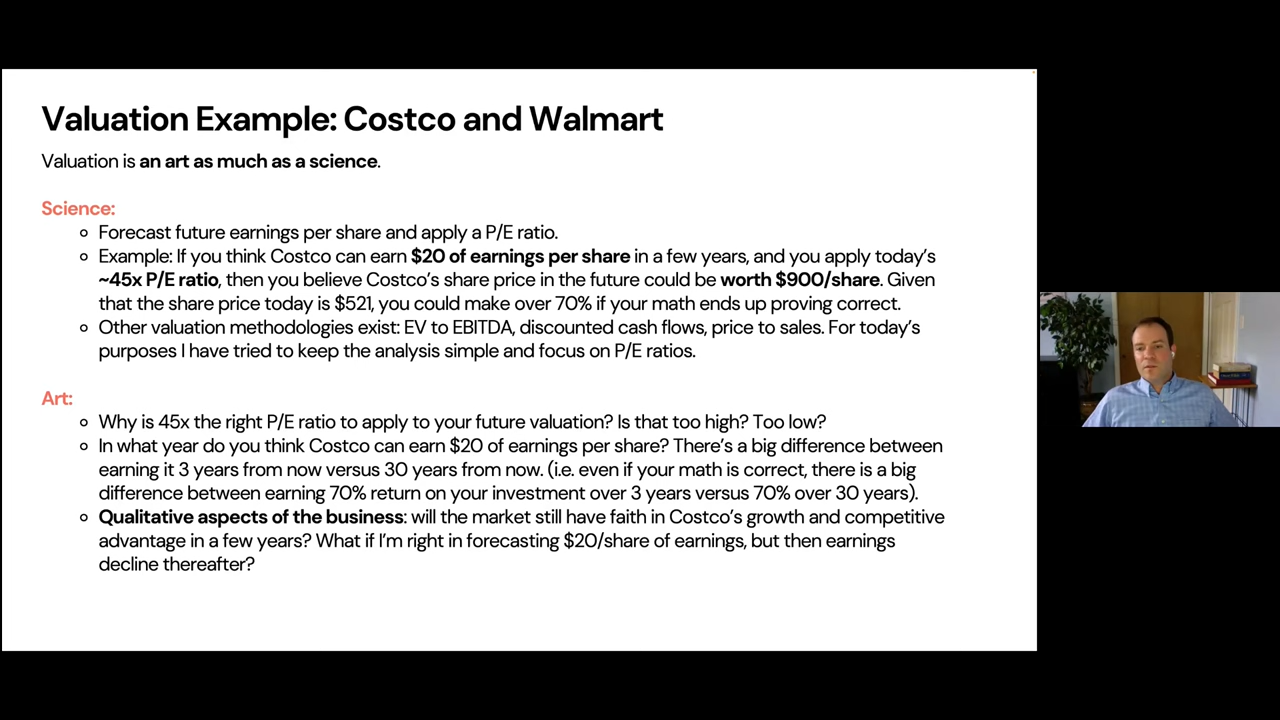 Valuation Example: Costco and Walmart
Valuation is an art as much as a science.
Science:
Forecast future earnings per share and apply a P/E ratio.
Example: If you think Costco can earn $20 of earnings per share in a few years, and you apply today's
~45x P/E ratio, then you believe Costco's share price in the future could be worth $900/share. Given
that the share price today is $521, you could make over 70% if your math ends up proving correct.
Other valuation methodologies exist: EV to EBITDA, discounted cash flows, price to sales. For today's
purposes I have tried to keep the analysis simple and focus on P/E ratios.
Art:
Why is 45x the right P/E ratio to apply to your future valuation? Is that too high? Too low?
In what year do you think Costco can earn $20 of earnings per share? There's a big difference between
earning it 3 years from now versus 30 years from now. (i.e. even if your math is correct, there is a big
difference between earning 70% return on your investment over 3 years versus 70% over 30 years).
Qualitative aspects of the business: will the market still have faith in Costco's growth and competitive
advantage in a few years? What if I'm right in forecasting $20/share of earnings, but then earnings
decline thereafter?